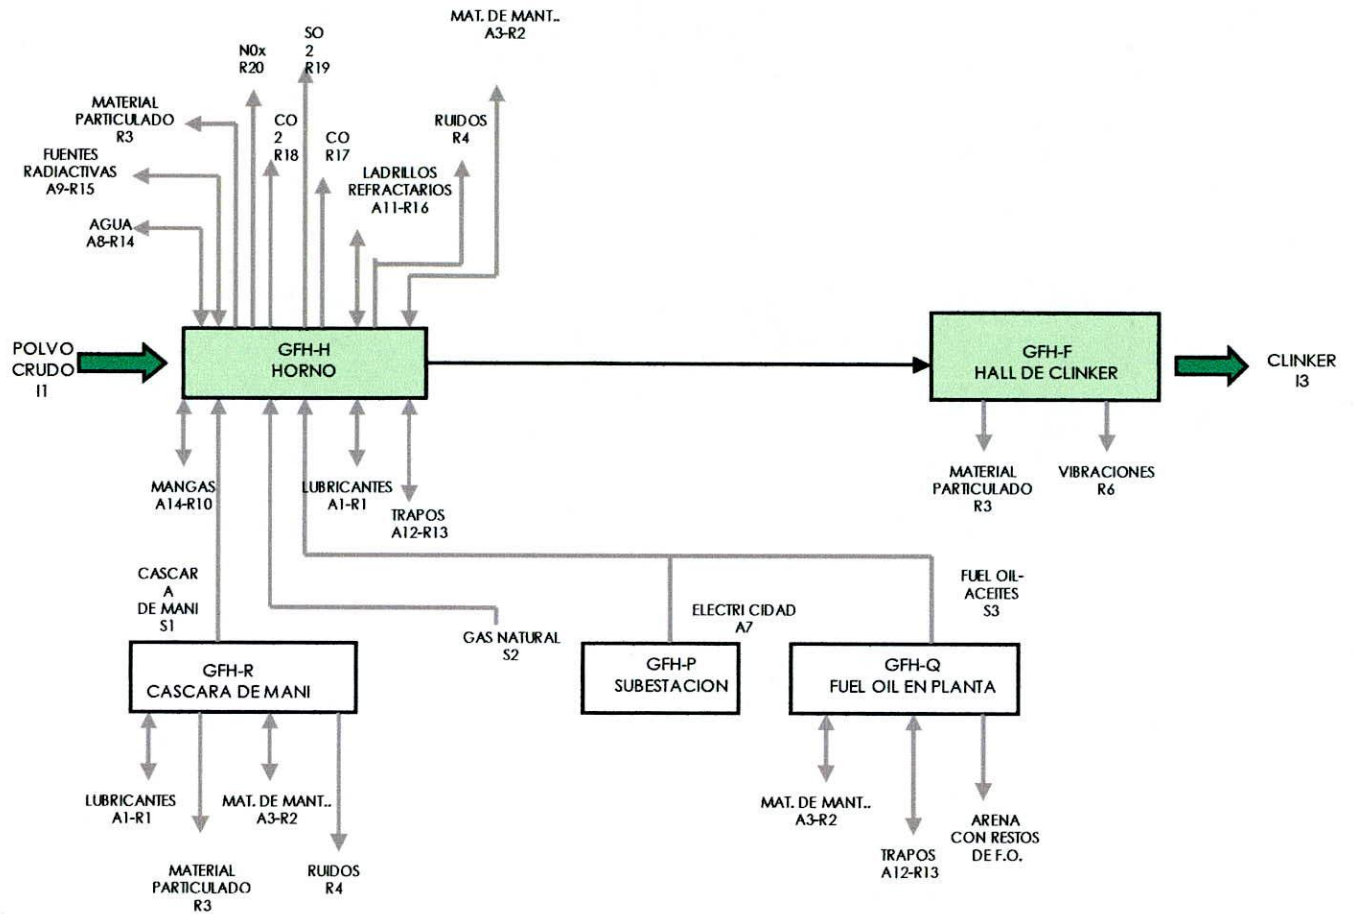 MAT. DE MANT..
A3-R2
SO
2
R19
N0x
R20
MATERIAL
PARTICULADO
R3
CO
2
R18
CO
R17
RUIDOS
R4
FUENTES
RADIACTIVAS
A9-R15
LADRILLOS
REFRACTARIOS
A11-R16
AGUA
A8-R14
POLVO
CRUDO
I1
GFH-H
HORNO
GFH-F
HALL DE CLINKER
CLINKER
I3
MANGAS
A14-R10
LUBRICANTES
A1-R1
TRAPOS
A12-R13
MATERIAL
PARTICULADO
R3
VIBRACIONES
R6
CASCAR
A
DE MANI
S1
GAS NATURAL
S2
ELECTRI CIDAD
A7
FUEL OIL-
ACEITES
S3
GFH-R
CASCARA DE MANI
GFH-P
SUBESTACION
GFH-Q
FUEL OIL EN PLANTA
LUBRICANTES
A1-R1
MATERIAL
PARTICULADO
R3
MAT. DE MANT..
A3-R2
RUIDOS
R4
MAT. DE MANT..
A3-R2
TRAPOS
A12-R13
ARENA
CON RESTOS
DE F.O.